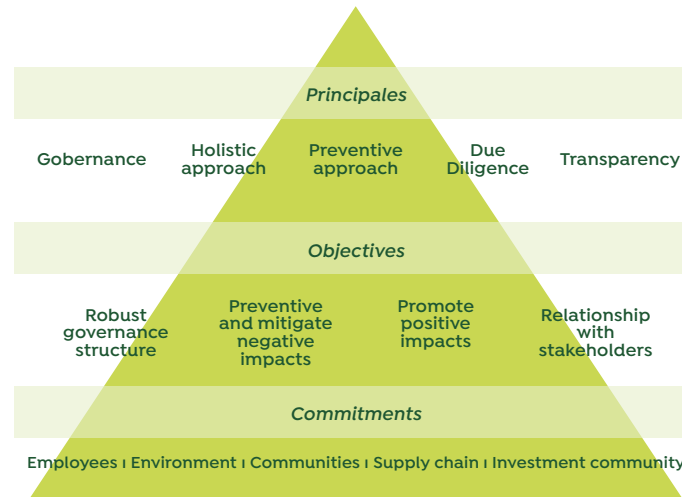 Principales
Gobernance
Holistic
approach
Preventive
approach
Due
Diligence
Transparency
Objectives
Robust
governance
structure
Preventive
and mitigate
negative
impacts
Promote
positive
impacts
Relationship
with
stakeholders
Commitments
Employees ı Environment ı Communities ı Supply chain ı Investment community